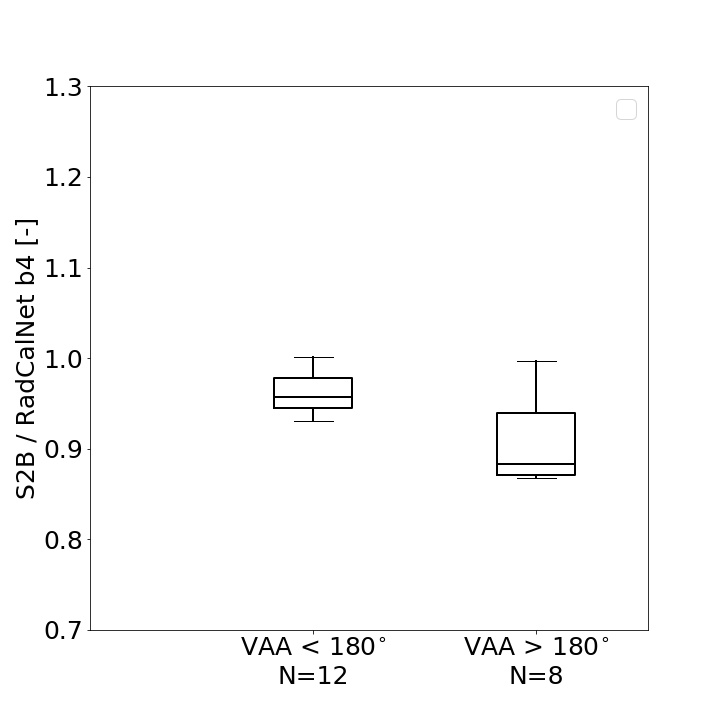 1.3
1.2
1.1
1.0
0.9
0.8
0.7
S2B / RadCalNet b4 [-]
VAA < 180°
N=12
VAA > 180°
N=8